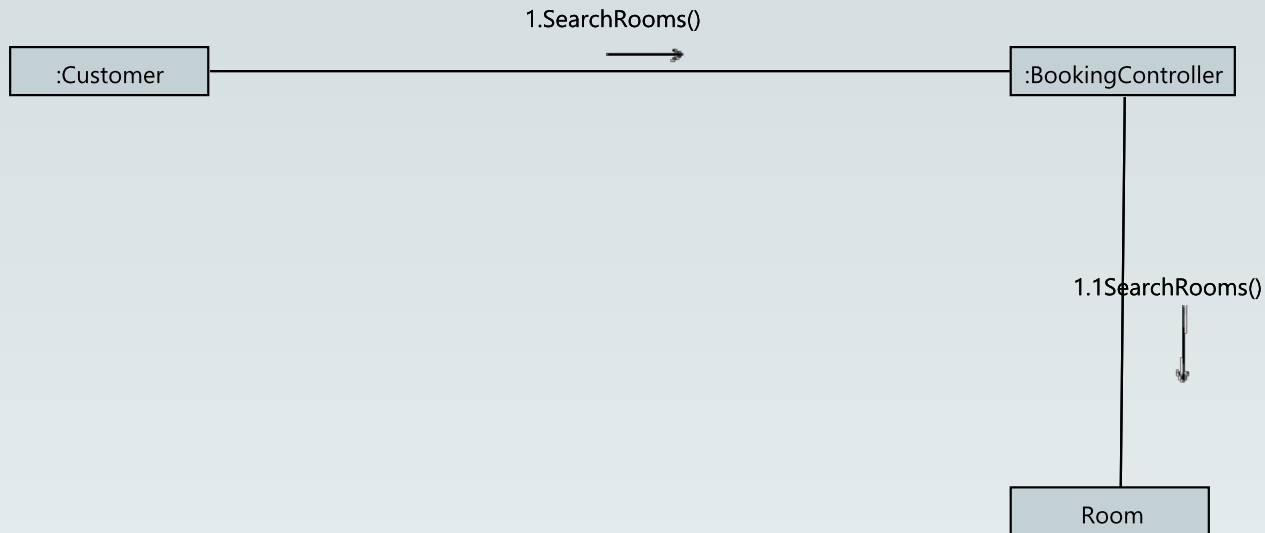 1.SearchRooms()
:Customer
:BookingController
1.1SearchRooms()
Room